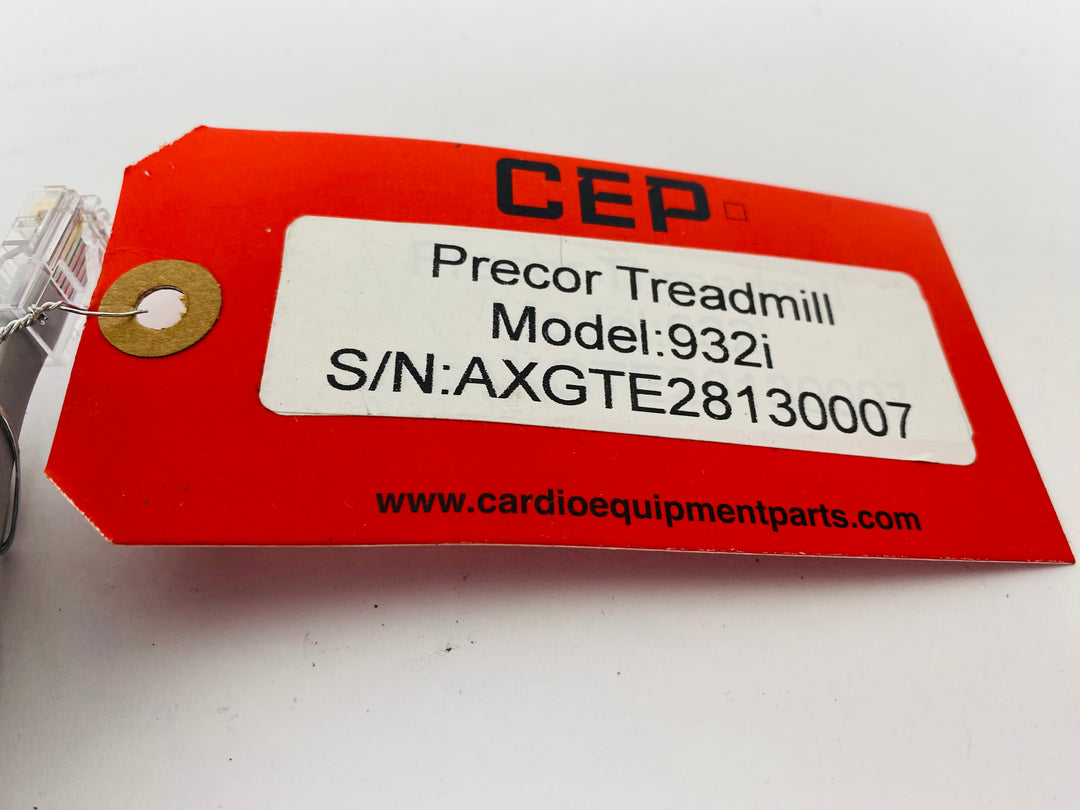 CEP
Precor Treadmill
Model:932i
S/N:AXGTE28130007
www.cardioequipmentparts.com